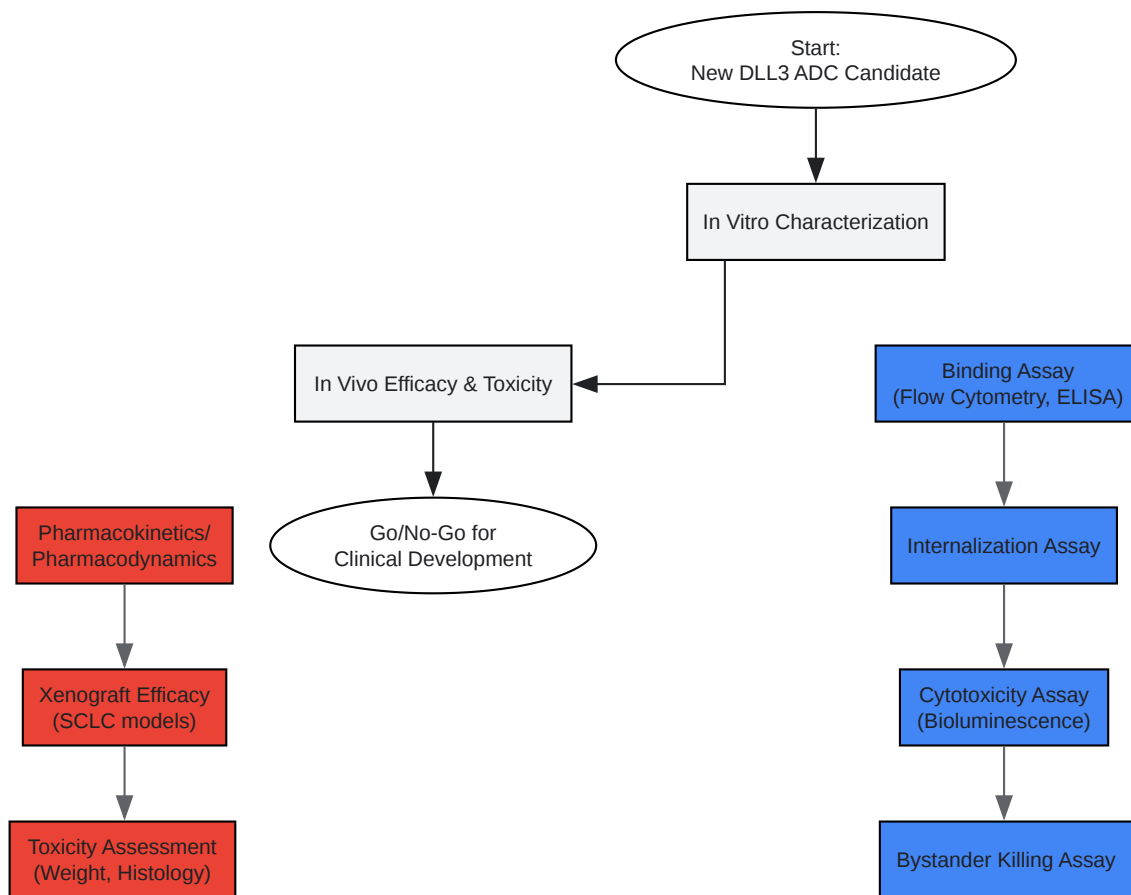 Start:
New DLL3 ADC Candidate
In Vitro Characterization
In Vivo Efficacy & Toxicity
Binding Assay
(Flow Cytometry, ELISA)
Go/No-Go for
Clinical Development
Pharmacokinetics/
Pharmacodynamics
Internalization Assay
Xenograft Efficacy
(SCLC models)
Cytotoxicity Assay
(Bioluminescence)
Toxicity Assessment
(Weight, Histology)
Bystander Killing Assay